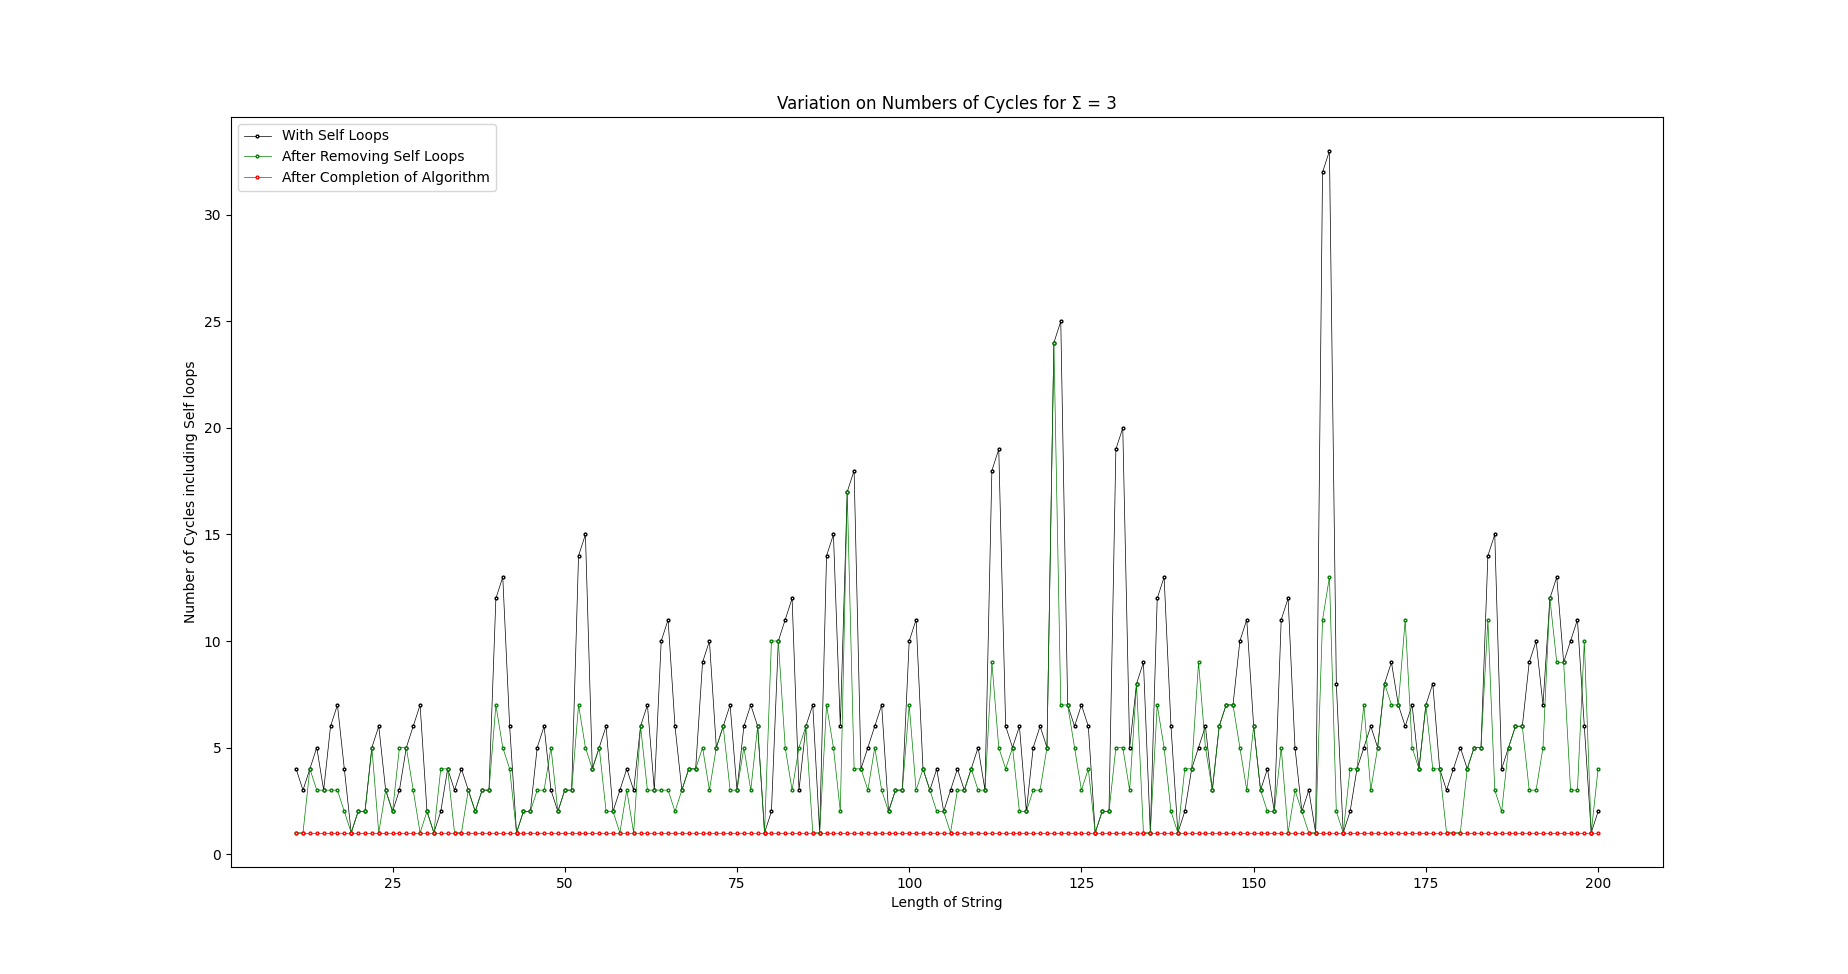 Variation on Numbers of Cycles for Σ = 3
With Self Loops
After Removing Self Loops
After Completion of Algorithm
Number of Cycles including Self loops
30
25
20
15
10
5
0
25 50 75 100 125 150 175 200
Length of String